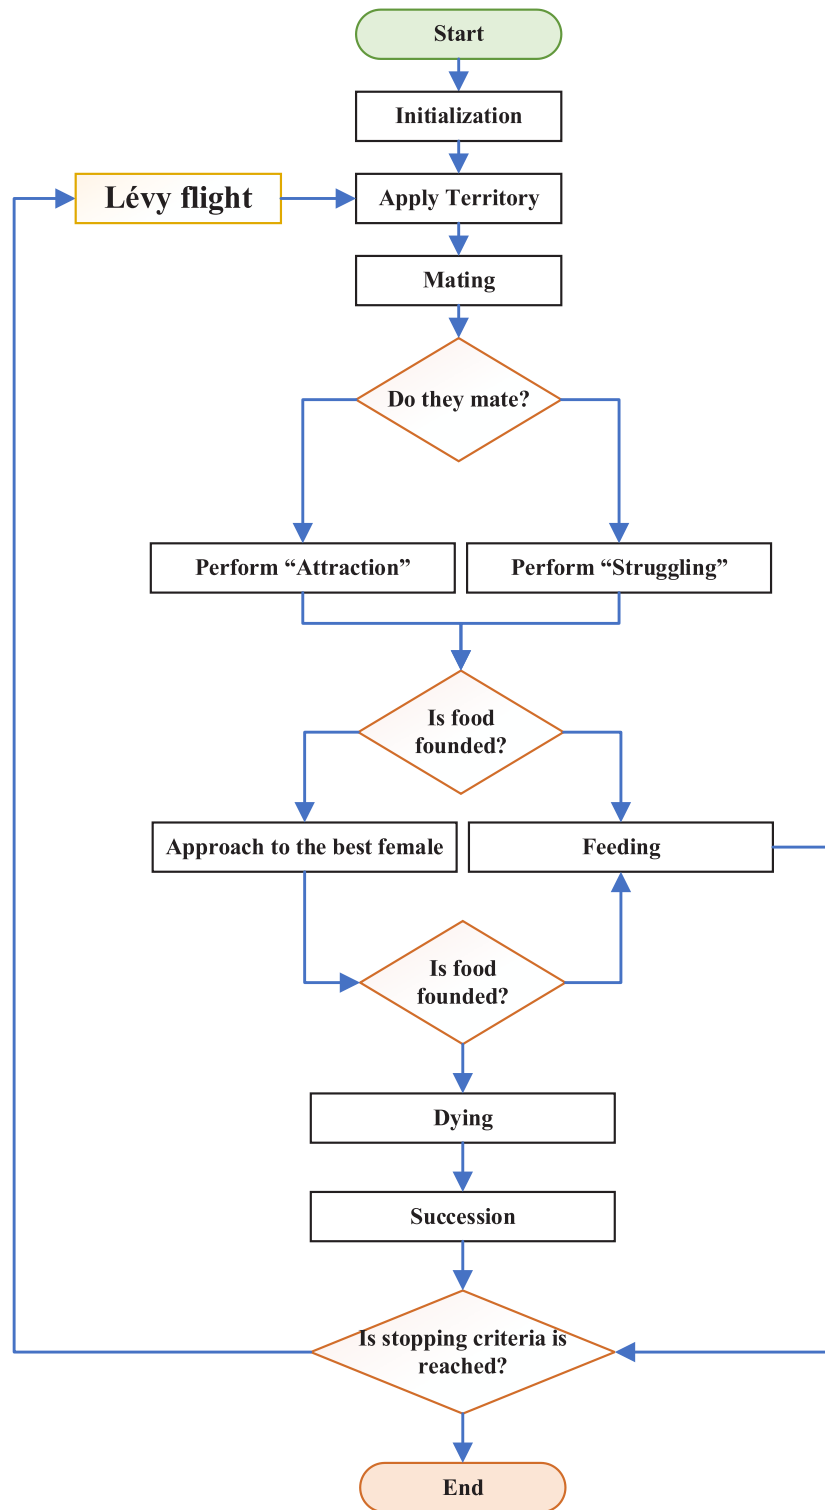 Start
Initialization
Lévy flight
Apply Territory
Mating
Do they mate?
Perform “Attraction”
Perform “Struggling”
Is food
founded?
Approach to the best female
Feeding
Is food
founded?
Dying
Succession
Is stopping criteria is
reached?
End